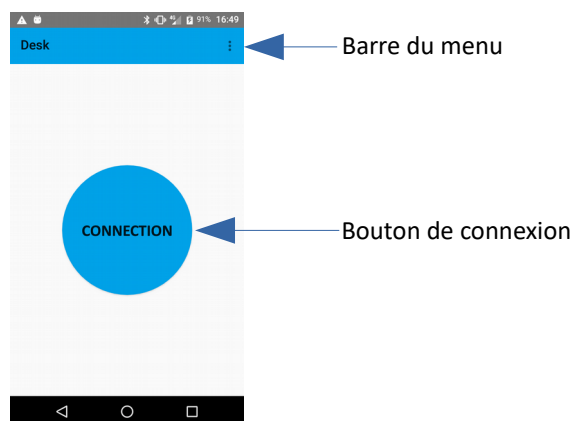 91% 16:49
Desk
Barre du menu
CONNECTION
Bouton de connexion